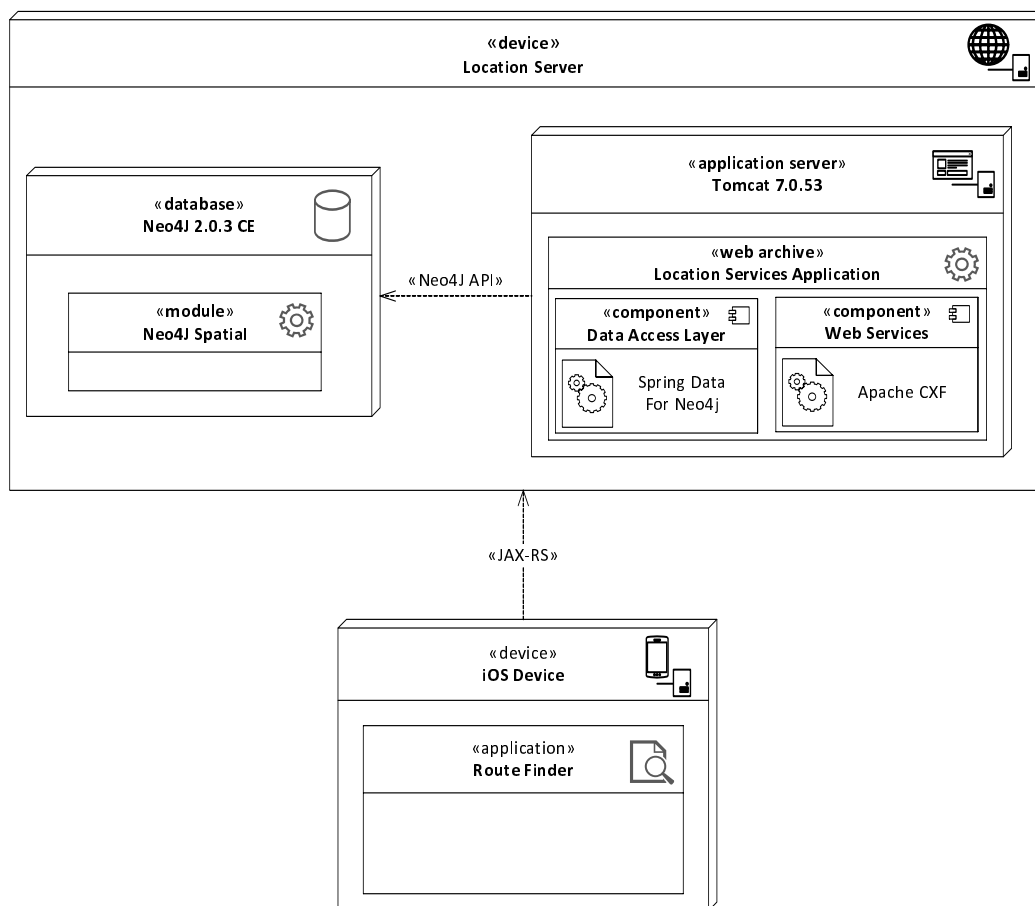 «device»
Location Server
«application server»
Tomcat 7.0.53
«database»
Neo4J 2.0.3 CE
«web archive»
Location Services Application
«Neo4J API»
«module»
Neo4J Spatial
«component»
Data Access Layer
«component»
Web Services
Spring Data
For Neo4j
Apache CXF
«JAX-RS»
«device»
iOS Device
«application»
Route Finder